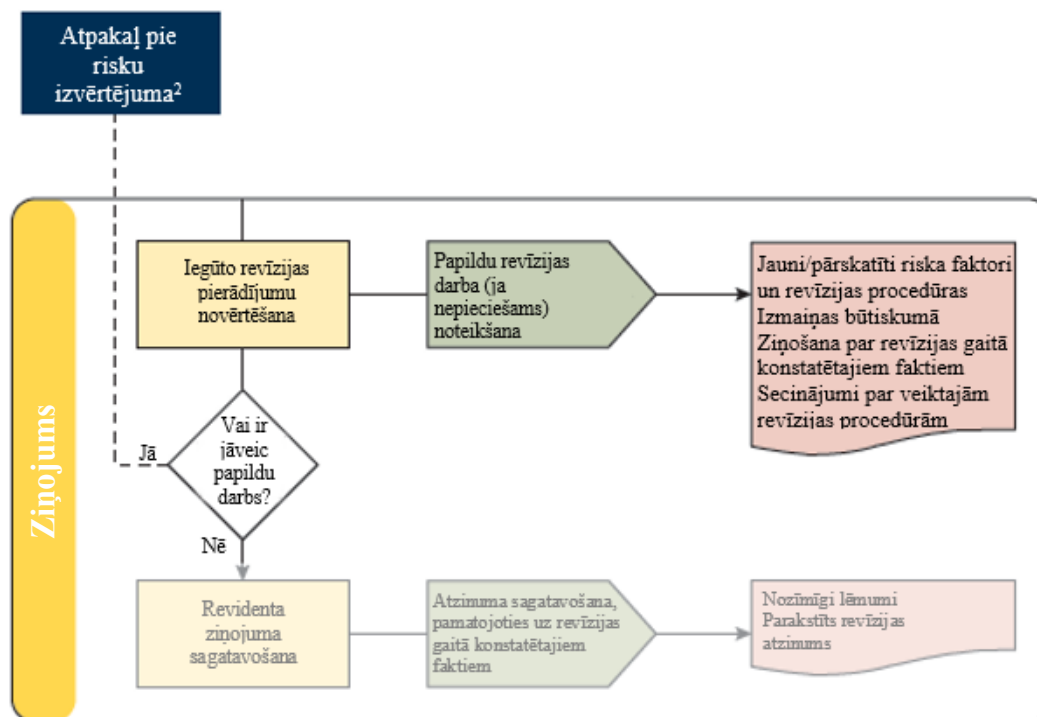 Atpakaļ pie
risku
izvērtējuma²
Ziņojums
Iegūto revīzijas
pierādījumu
novērtēšana
Papildu revīzijas
darba (ja
nepieciešams)
noteikšana
Jauni/pārskatīti riska faktori
un revīzijas procedūras
Izmaiņas būtiskumā
Ziņošana par revīzijas gaitā
konstatētajiem faktiem
Secinājumi par veiktajām
revīzijas procedūrām
Vai ir
jāveic
papildu
darbs?
Jā
Nē
Revidenta
ziņojuma
sagatavošana
Atzinuma sagatavošana,
pamatojoties uz revīzijas
gaitā konstatētajiem
faktiem
Nozīmīgi lēmumi
Parakstīts revīzijas
atzinums